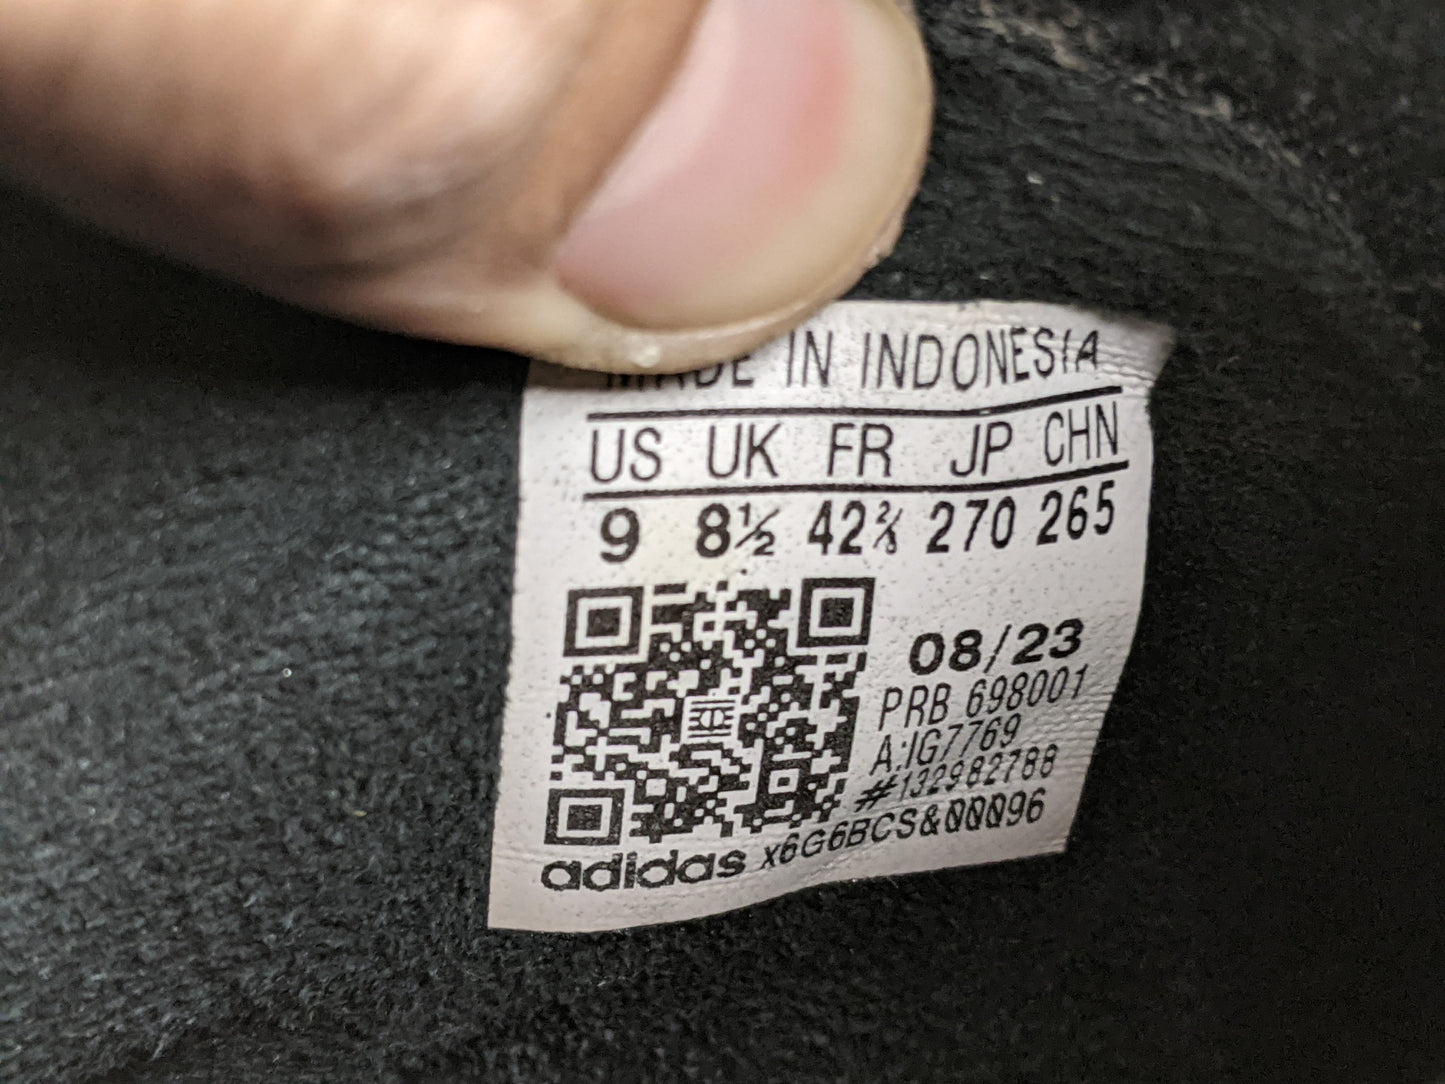 MADE IN INDONESIA
US UK FR JP CHN
9 8½ 42⅔ 270 265
08/23
PRB 698001
A:IG7769
#132982788
x6G6BCS&00096
adidas